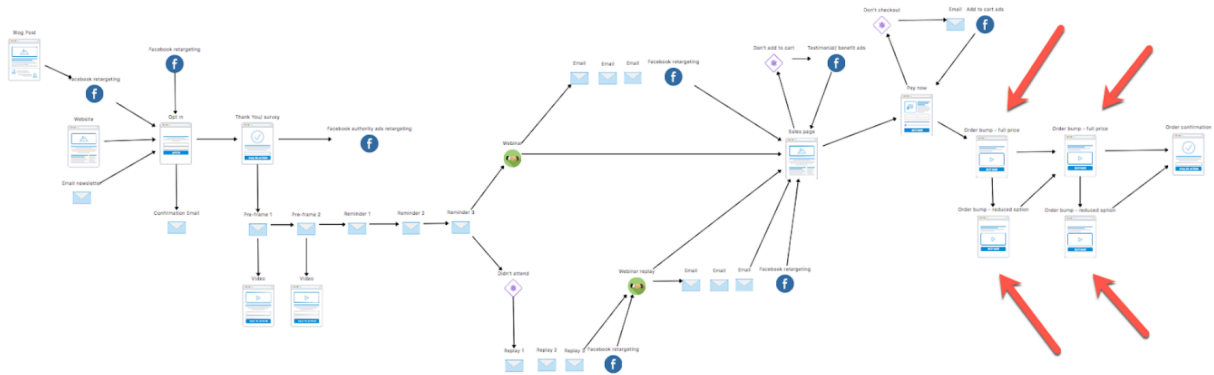 Blog Post
Facebook retargeting
Facebook retargeting
Website
Opt in
Thank You/ survey
Facebook authority ads retargeting
Email newsletter
Confirmation Email
Pre-frame 1
Pre-frame 2
Reminder 1
Reminder 2
Reminder 3
Video
Video
Webinar
Email
Email
Email
Facebook retargeting
Didn't attend
Replay 1
Replay 2
Replay 3
Facebook retargeting
Webinar replay
Email
Email
Email
Facebook retargeting
Sales page
Don't add to cart
Testimonial/ benefit ads
Don't checkout
Email
Add to cart ads
Pay now
Order bump - full price
Order bump - full price
Order confirmation
Order bump - reduced option
Order bump - reduced option